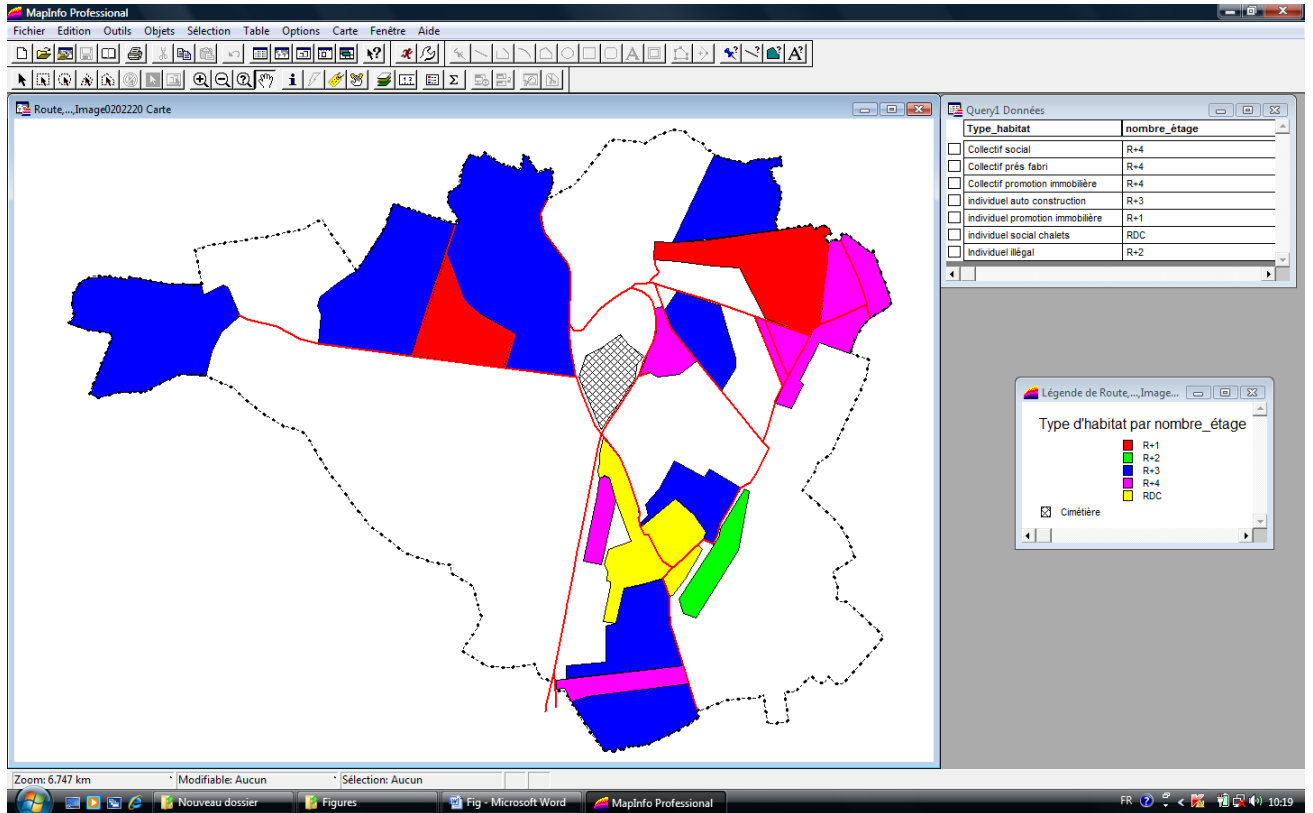 MapInfo Professional
Fichier Edition Outils Objets Sélection Table Options Carte Fenêtre Aide
Route,...,Image0202220 Carte
Query1 Données
Type_habitat nombre_étage
Collectif social R+4
Collectif prés fabri R+4
Collectif promotion immobilière R+4
individuel auto construction R+3
individuel promotion immobilière R+1
individuel social chalets RDC
Individuel illégal R+2
Légende de Route,...,Image...
Type d'habitat par nombre_étage
R+1
R+2
R+3
R+4
RDC
Cimétière
Zoom: 6.747 km Modifiable: Aucun Sélection: Aucun
Nouveau dossier Figures Fig - Microsoft Word MapInfo Professional FR 10:19